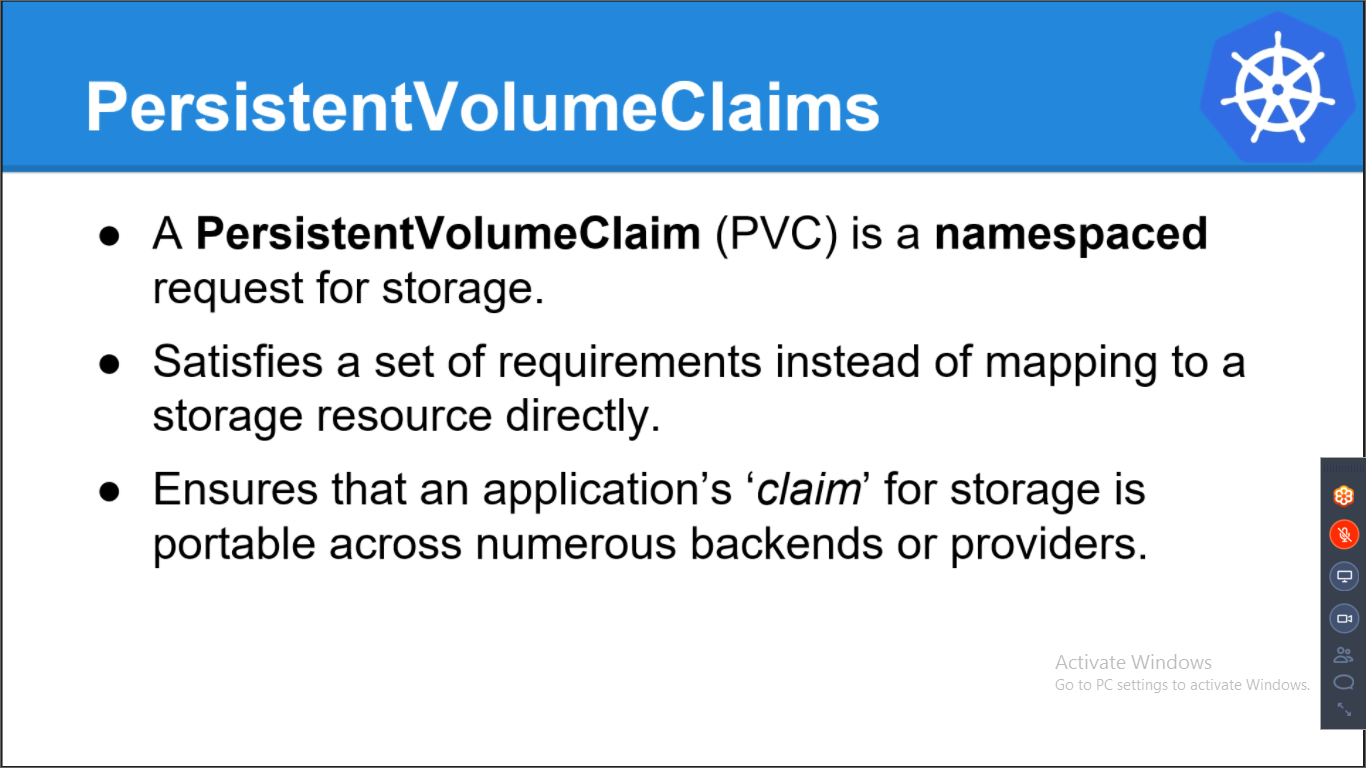 PersistentVolumeClaims
● A PersistentVolumeClaim (PVC) is a namespaced
request for storage.
● Satisfies a set of requirements instead of mapping to a
storage resource directly.
● Ensures that an application’s ‘claim’ for storage is
portable across numerous backends or providers.
Activate Windows
Go to PC settings to activate Windows.